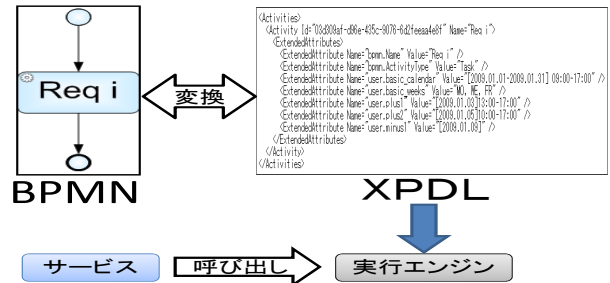 Req i
BPMN
変換
<Activities>
<Activity Id="03d309af-d96e-435c-9076-6d2feeaa4e8f" Name="Req i">
<ExtendedAttributes>
<ExtendedAttribute Name="bpmn.Name" Value="Req i" />
<ExtendedAttribute Name="bpmn.ActivityType" Value="Task" />
<ExtendedAttribute Name="user.basic_calendar" Value="[2009.01.01-2009.01.31] 09:00-17:00" />
<ExtendedAttribute Name="user.basic_weeks" Value="MO, WE, FR" />
<ExtendedAttribute Name="user.plus1" Value="[2009.01.03]13:00-17:00" />
<ExtendedAttribute Name="user.plus2" Value="[2009.01.05]10:00-17:00" />
<ExtendedAttribute Name="user.minus1" Value="[2009.01.09]" />
</ExtendedAttributes>
</Activity>
</Activities>
XPDL
サービス
呼び出し
実行エンジン